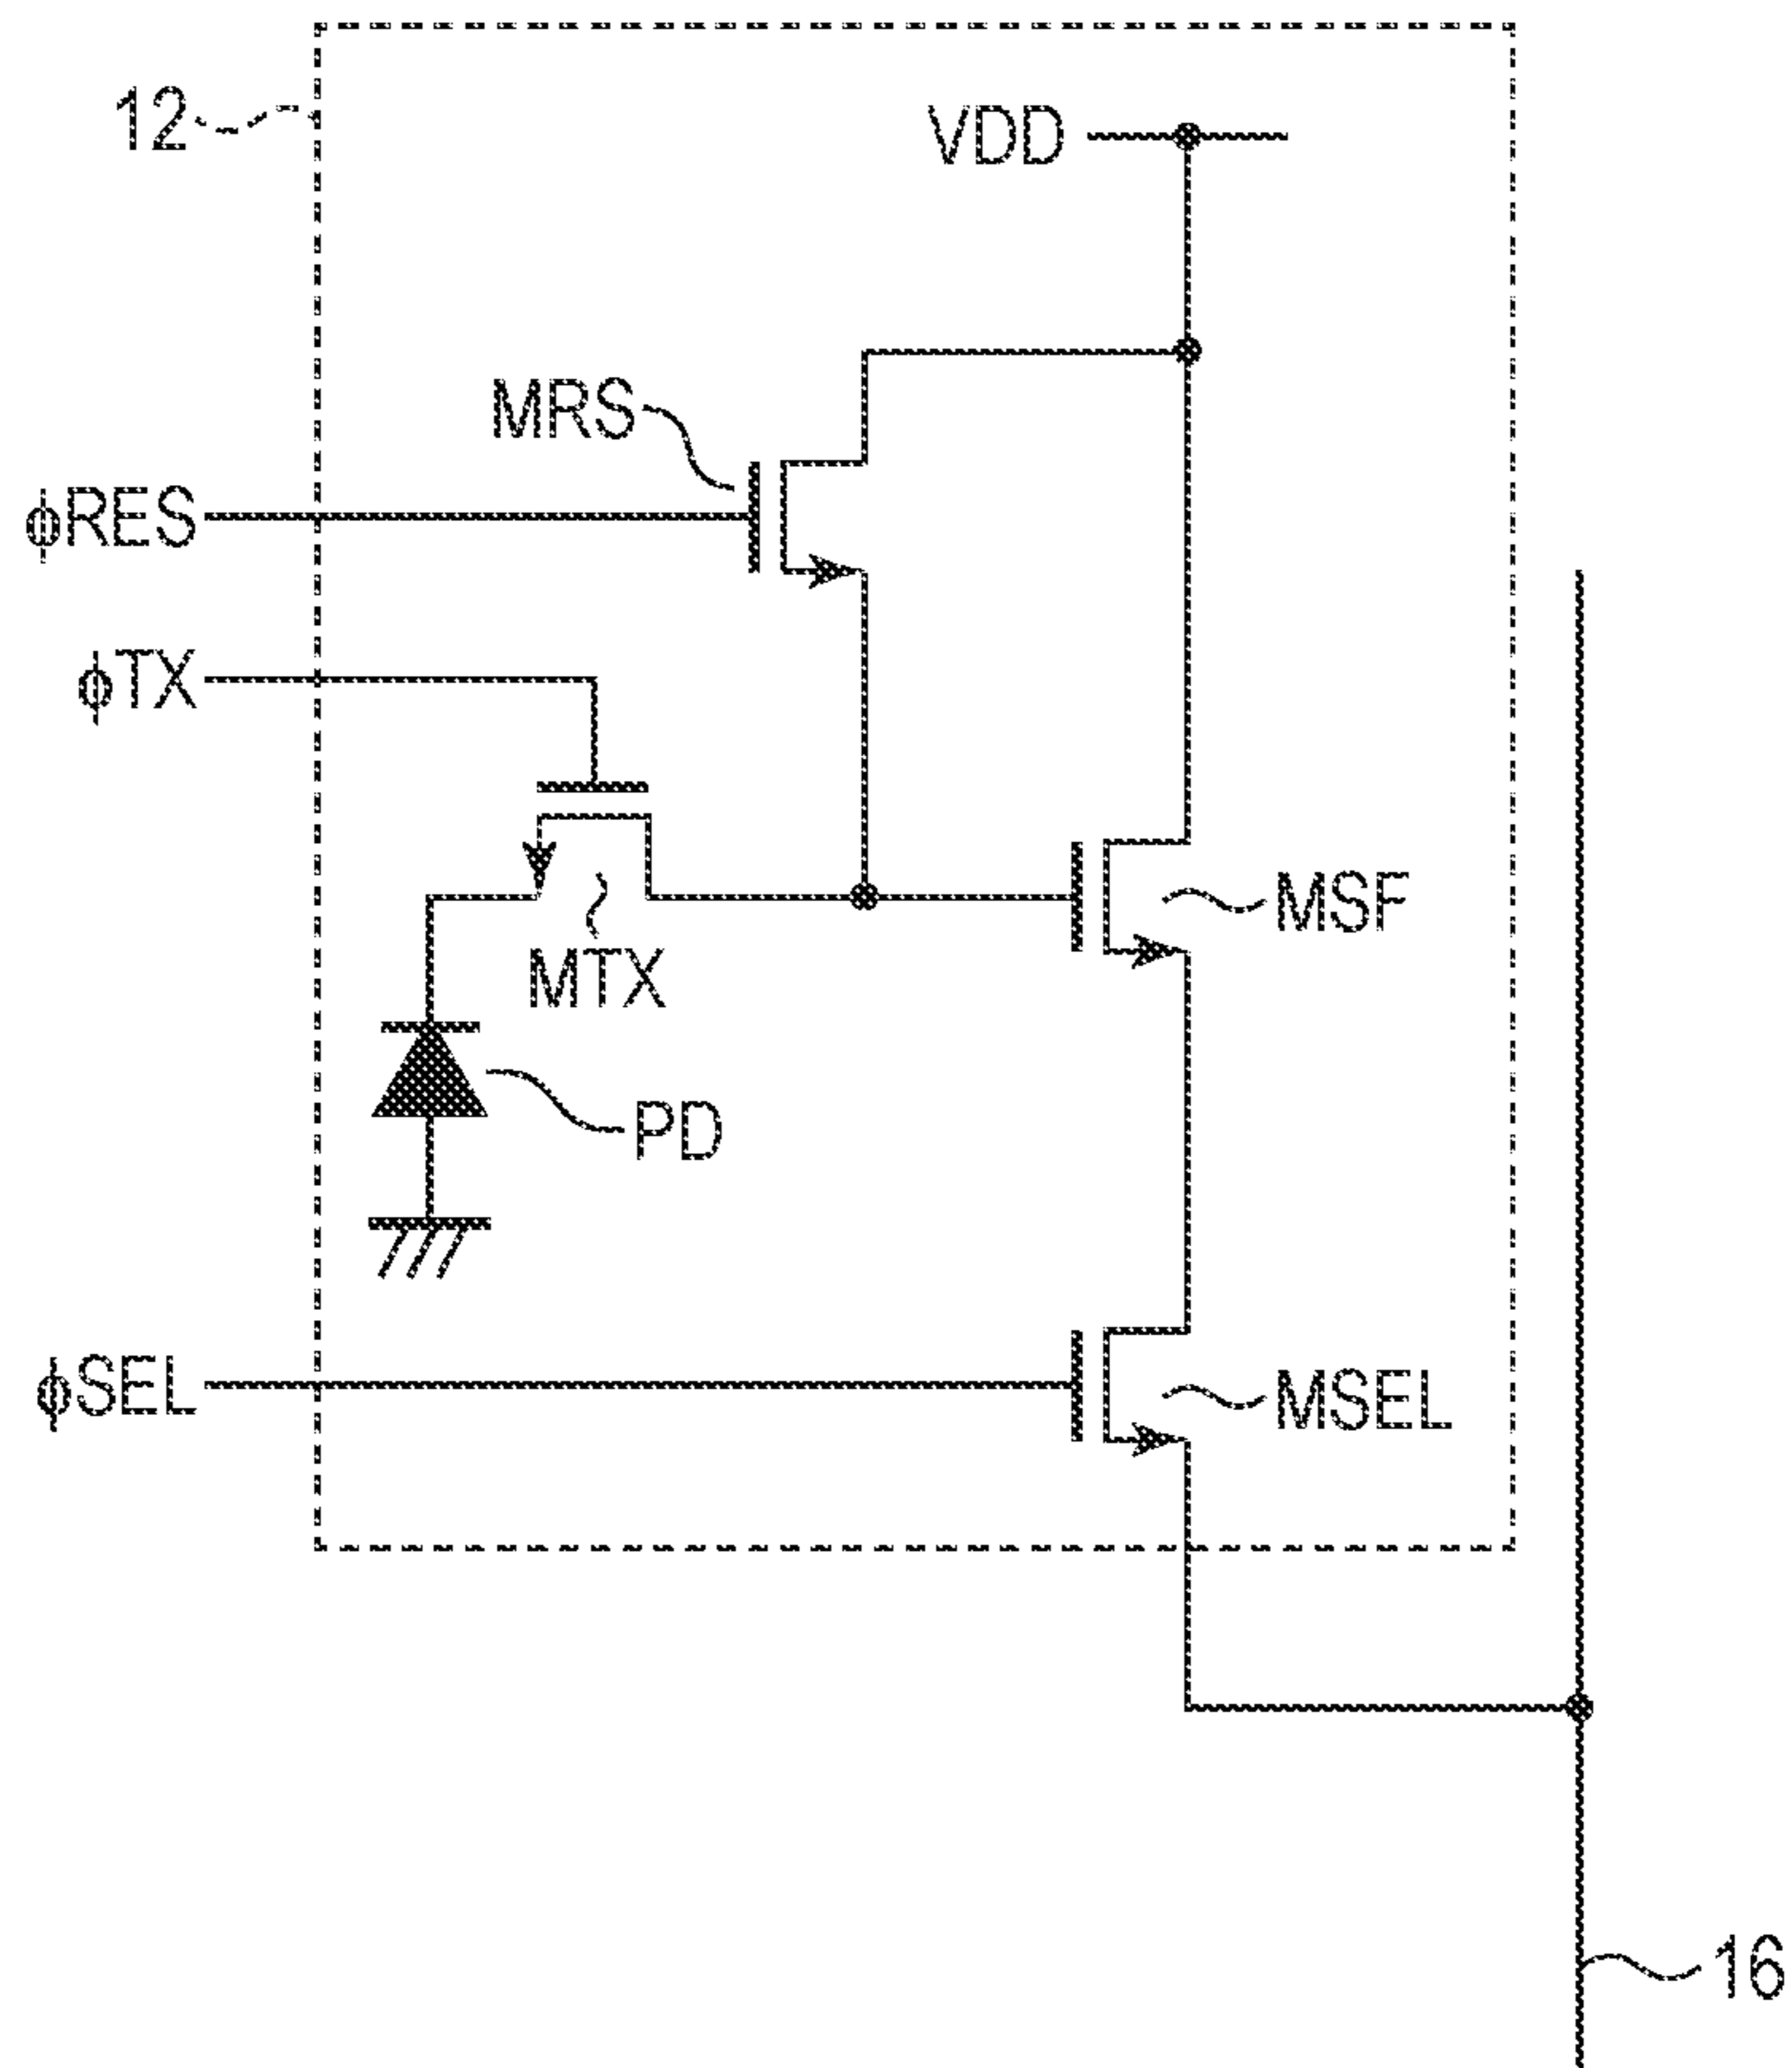 12
VDD
MRS
φRES
φTX
MSF
MTX
PD
φSEL
MSEL
16